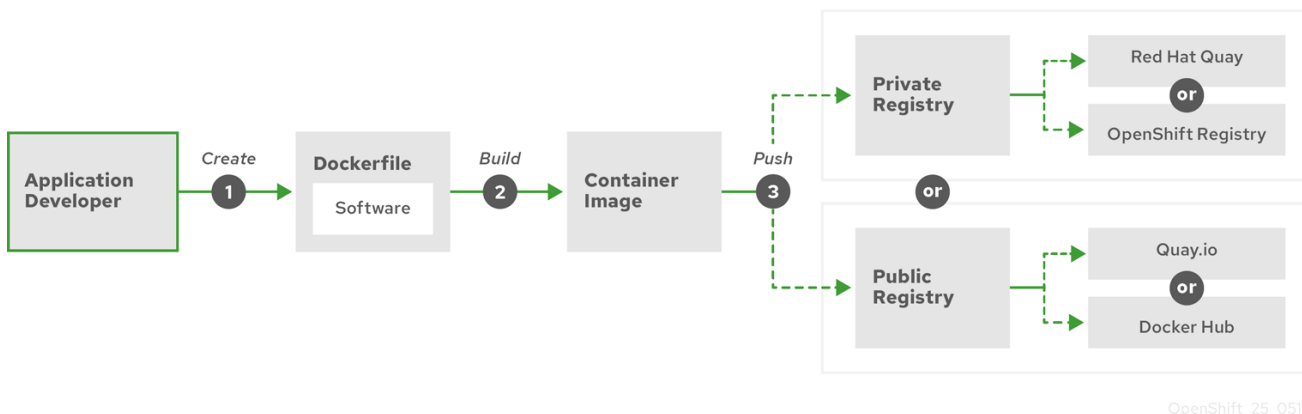 Application
Developer
Create
1
Dockerfile
Software
Build
2
Container
Image
Push
3
Private
Registry
Red Hat Quay
or
OpenShift Registry
or
Public
Registry
Quay.io
or
Docker Hub
OpenShift_25_051